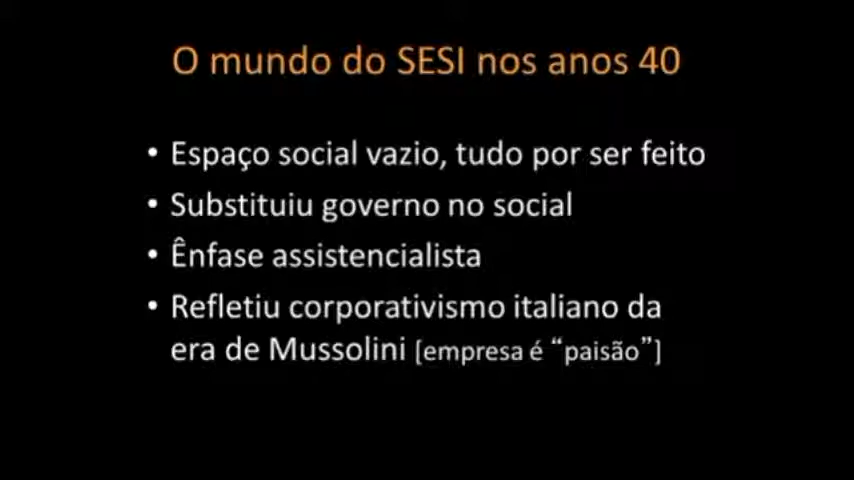 O mundo do SESI nos anos 40
• Espaço social vazio, tudo por ser feito
• Substituiu governo no social
• Ênfase assistencialista
• Refletiu corporativismo italiano da
era de Mussolini [empresa é “paisão”]